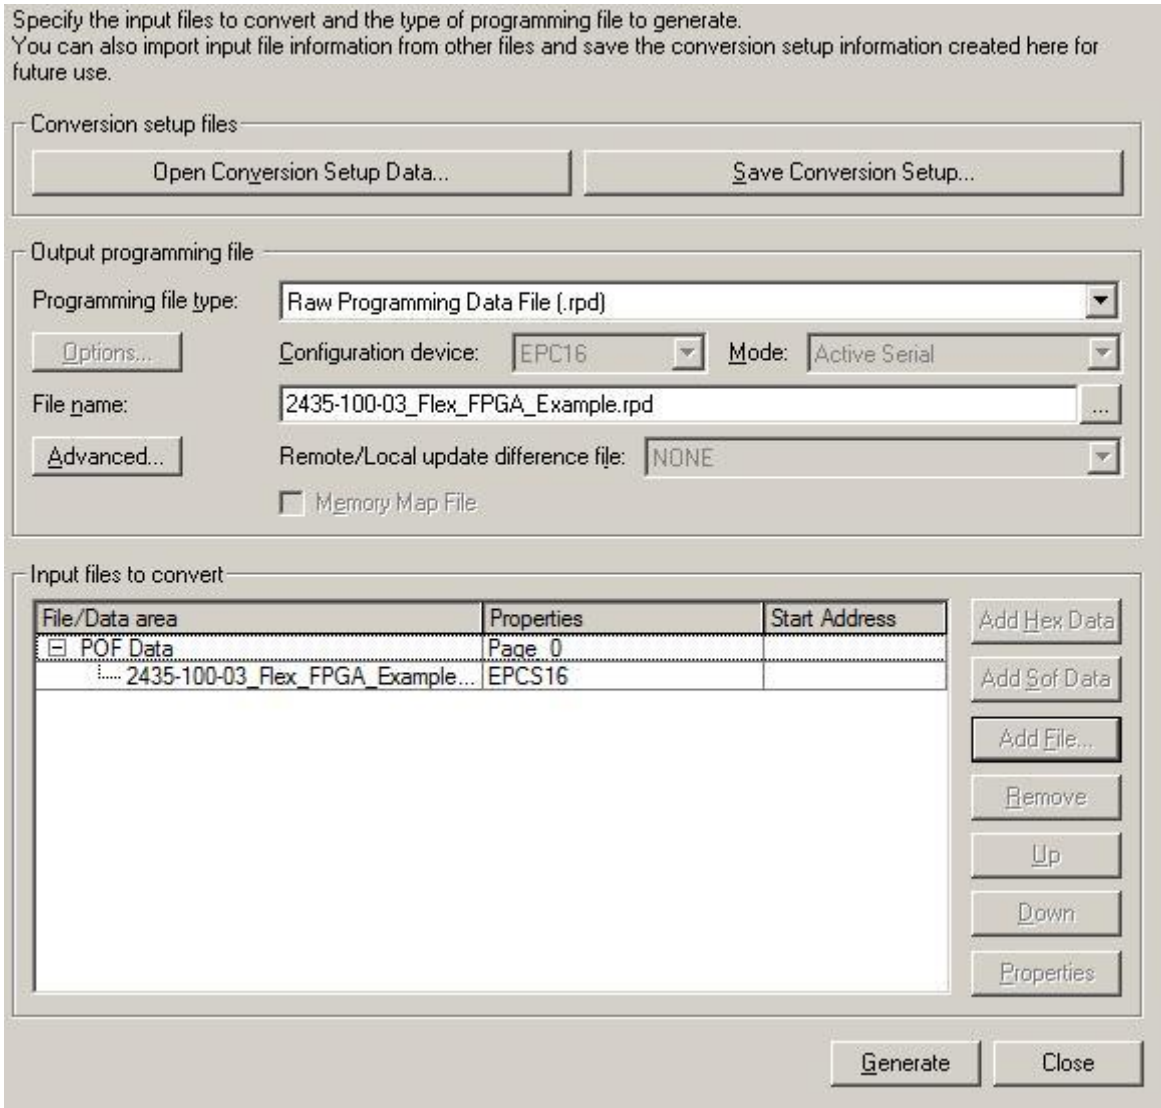 Specify the input files to convert and the type of programming file to generate.
You can also import input file information from other files and save the conversion setup information created here for
future use.
Conversion setup files
Open Conversion Setup Data...
Save Conversion Setup...
Output programming file
Programming file type:
Raw Programming Data File (.rpd)
Options...
Configuration device:
EPC16
Mode:
Active Serial
File name:
2435-100-03_Flex_FPGA_Example.rpd
...
Advanced...
Remote/Local update difference file:
NONE
Memory Map File
Input files to convert
File/Data area
Properties
Start Address
POF Data
Page_0
2435-100-03_Flex_FPGA_Example...
EPCS16
Add Hex Data
Add Sof Data
Add File...
Remove
Up
Down
Properties
Generate
Close